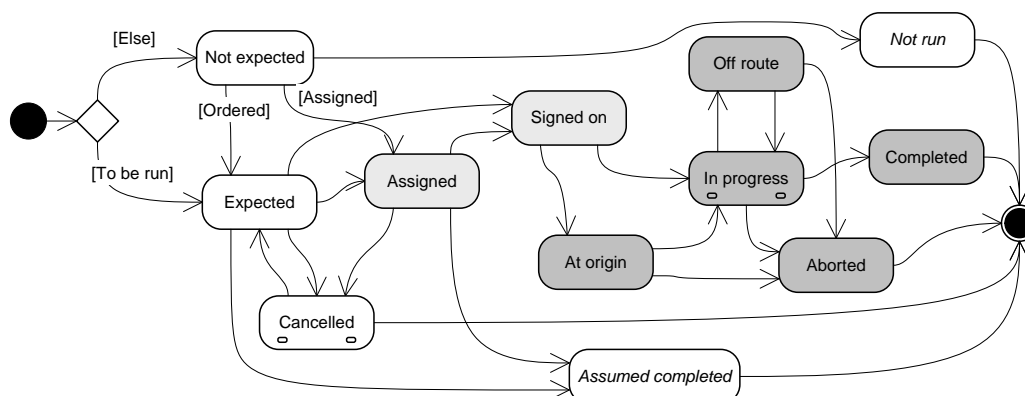 [Else]
Not expected
Not run
Off route
[Ordered]
[Assigned]
Signed on
Completed
[To be run]
Expected
Assigned
In progress
At origin
Aborted
Cancelled
Assumed completed